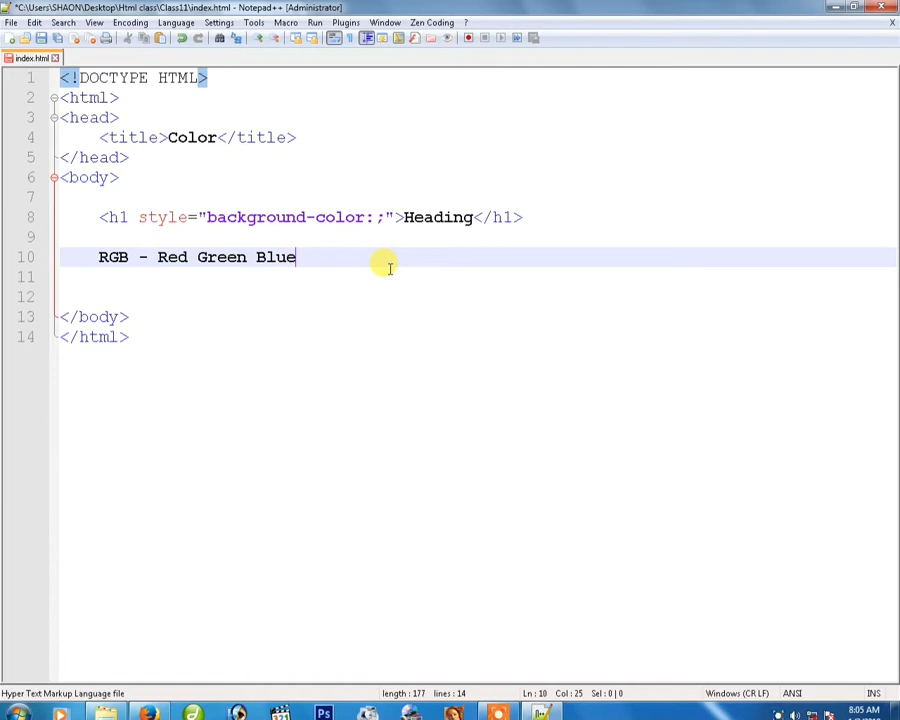 *C:\Users\SHAON\Desktop\Html class\Class11\index.html - Notepad++ [Administrator]
File Edit Search View Encoding Language Settings Tools Macro Run Plugins Window Zen Coding ? X
index.html
1 <!DOCTYPE HTML>
2 <html>
3 <head>
4 <title>Color</title>
5 </head>
6 <body>
7
8 <h1 style="background-color:;">Heading</h1>
9
10 RGB - Red Green Blue
11
12
13 </body>
14 </html>
Hyper Text Markup Language file length : 177 lines : 14 Ln : 10 Col : 25 Sel : 0 | 0 Windows (CR LF) ANSI INS
Ps 8:05 AM